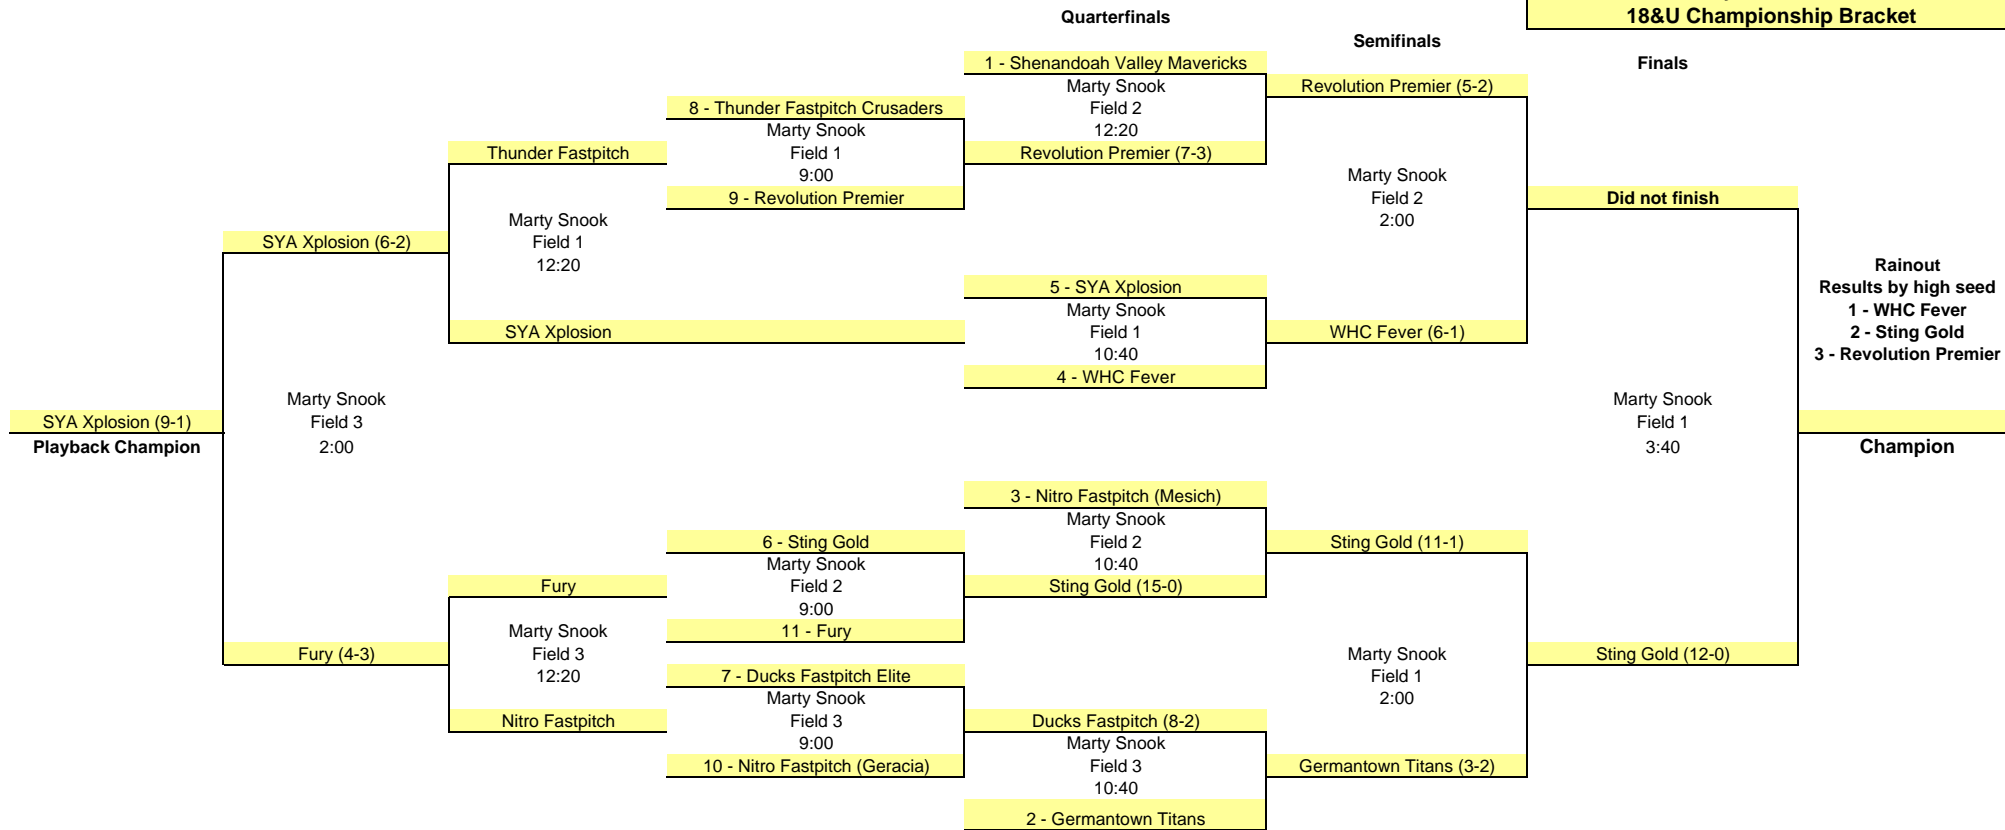 18&U Championship Bracket
Quarterfinals
Semifinals
Finals
1 - Shenandoah Valley Mavericks
Marty Snook
Field 2
12:20
Revolution Premier (7-3)
Revolution Premier (5-2)
8 - Thunder Fastpitch Crusaders
Marty Snook
Field 1
9:00
9 - Revolution Premier
Thunder Fastpitch
Marty Snook
Field 1
12:20
SYA Xplosion
SYA Xplosion (6-2)
Marty Snook
Field 2
2:00
Did not finish
5 - SYA Xplosion
Marty Snook
Field 1
10:40
4 - WHC Fever
WHC Fever (6-1)
Rainout
Results by high seed
1 - WHC Fever
2 - Sting Gold
3 - Revolution Premier
Marty Snook
Field 3
2:00
SYA Xplosion (9-1)
Playback Champion
Marty Snook
Field 1
3:40
Champion
3 - Nitro Fastpitch (Mesich)
Marty Snook
Field 2
10:40
Sting Gold (15-0)
Sting Gold (11-1)
6 - Sting Gold
Marty Snook
Field 2
9:00
11 - Fury
Fury
Marty Snook
Field 3
12:20
Nitro Fastpitch
Fury (4-3)
Marty Snook
Field 1
2:00
Sting Gold (12-0)
7 - Ducks Fastpitch Elite
Marty Snook
Field 3
9:00
10 - Nitro Fastpitch (Geracia)
Ducks Fastpitch (8-2)
Marty Snook
Field 3
10:40
2 - Germantown Titans
Germantown Titans (3-2)